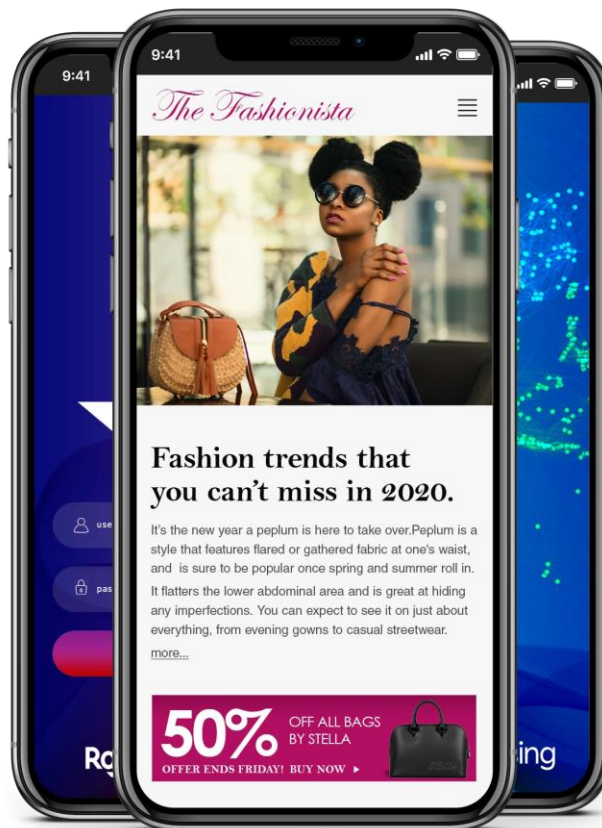 9:41
9:41
The Fashionista
Fashion trends that
you can't miss in 2020.
It's the new year a peplum is here to take over.Peplum is a
style that features flared or gathered fabric at one's waist,
and is sure to be popular once spring and summer roll in.
It flatters the lower abdominal area and is great at hiding
any imperfections. You can expect to see it on just about
everything, from evening gowns to casual streetwear.
more...
50%
OFF ALL BAGS
BY STELLA
OFFER ENDS FRIDAY! BUY NOW
use
pas
Ro
ing